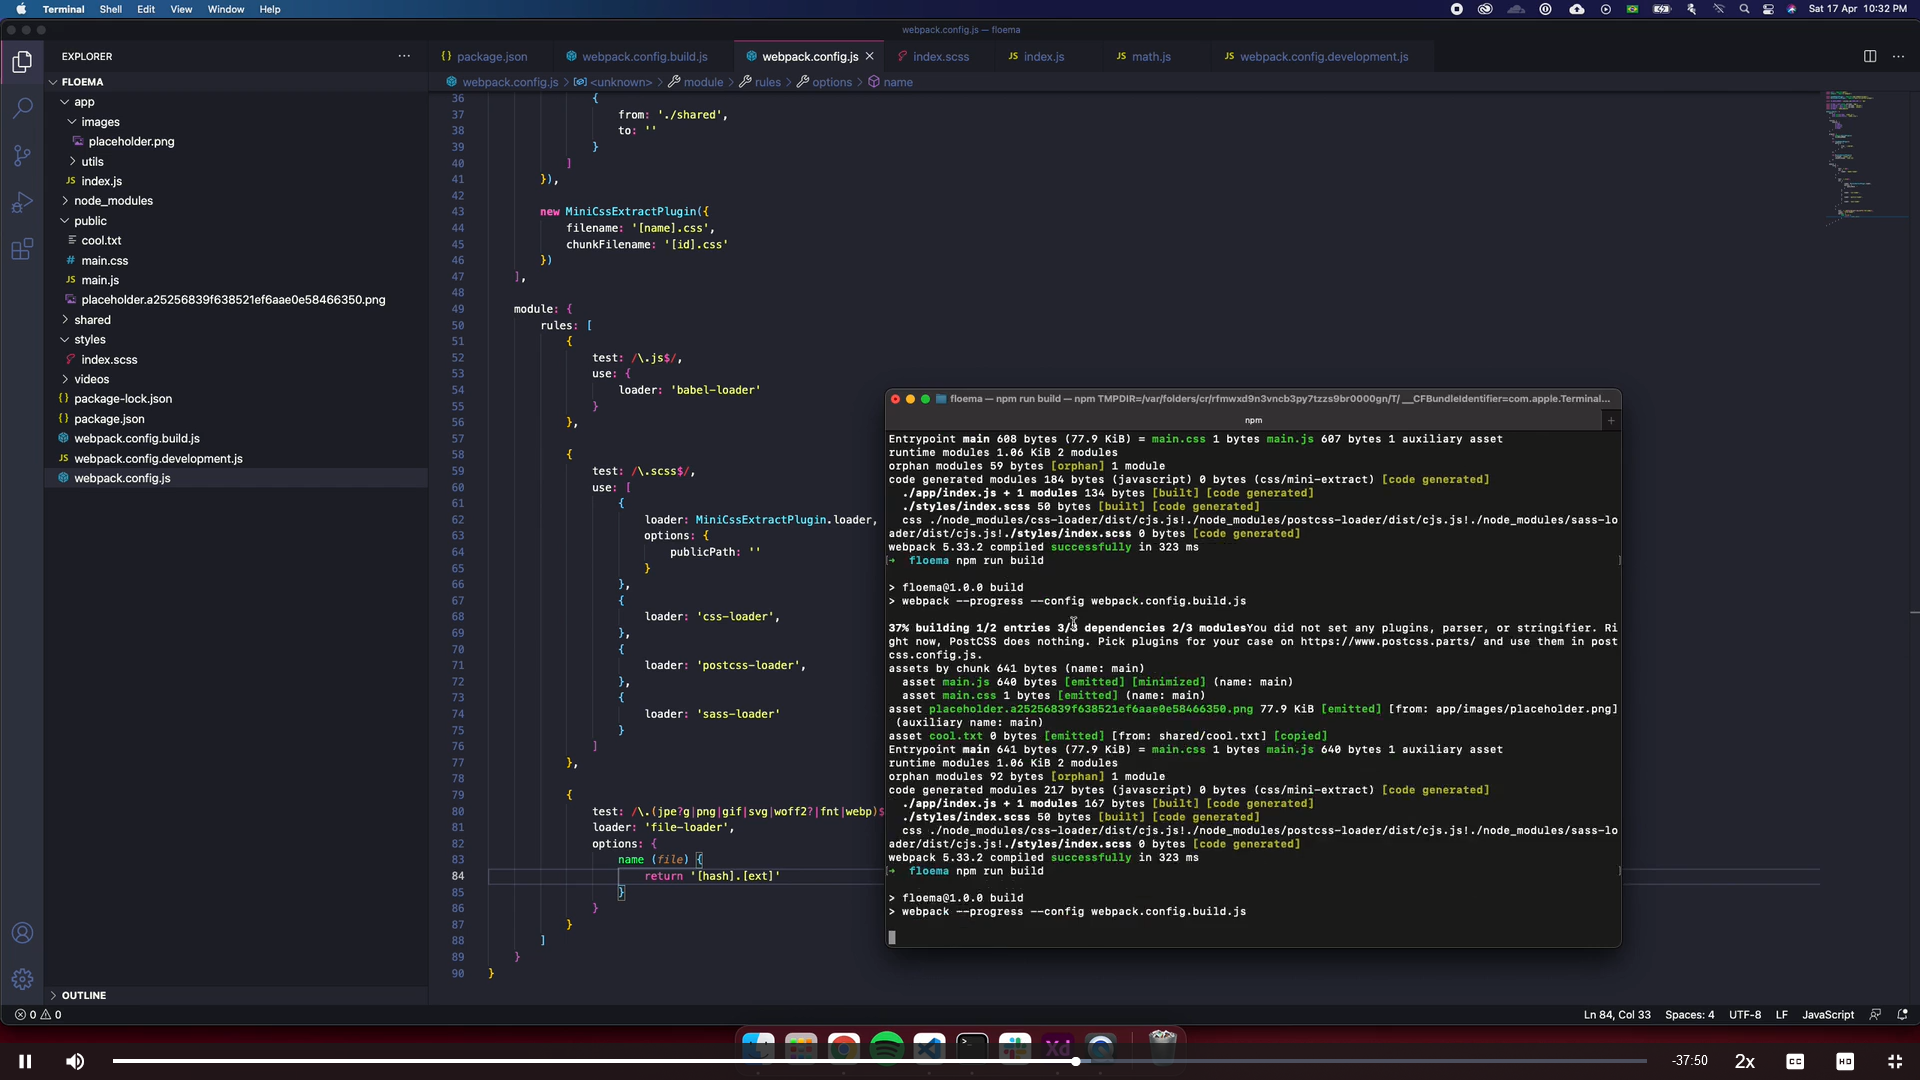 Terminal Shell Edit View Window Help Sat 17 Apr 10:32 PM
webpack.config.js — floema
EXPLORER
package.json webpack.config.build.js webpack.config.js index.scss index.js math.js webpack.config.development.js
FLOEMA
webpack.config.js > <unknown> > module > rules > options > name
app
images
placeholder.png
utils
index.js
node_modules
public
cool.txt
main.css
main.js
placeholder.a25256839f638521ef6aae0e58466350.png
shared
styles
index.scss
videos
package-lock.json
package.json
webpack.config.build.js
webpack.config.development.js
webpack.config.js
OUTLINE
36 {
37 from: './shared',
38 to: ''
39 }
40 ]
41 }),
42
43 new MiniCssExtractPlugin({
44 filename: '[name].css',
45 chunkFilename: '[id].css'
46 })
47 ],
48
49 module: {
50 rules: [
51 {
52 test: /\.js$/,
53 use: {
54 loader: 'babel-loader'
55 }
56 },
57
58 {
59 test: /\.scss$/,
60 use: [
61 {
62 loader: MiniCssExtractPlugin.loader,
63 options: {
64 publicPath: ''
65 }
66 },
67 {
68 loader: 'css-loader',
69 },
70 {
71 loader: 'postcss-loader',
72 },
73 {
74 loader: 'sass-loader'
75 }
76 ]
77 },
78
79 {
80 test: /\.(jpe?g|png|gif|svg|woff2?|fnt|webp)$
81 loader: 'file-loader',
82 options: {
83 name (file) {
84 return '[hash].[ext]'
85 }
86 }
87 }
88 ]
89 }
90 }
floema — npm run build — npm TMPDIR=/var/folders/cr/rfmwxd9n3vncb3py7tzzs9br0000gn/T/ __CFBundleIdentifier=com.apple.Terminal...
npm
Entrypoint main 608 bytes (77.9 KiB) = main.css 1 bytes main.js 607 bytes 1 auxiliary asset
runtime modules 1.06 KiB 2 modules
orphan modules 59 bytes [orphan] 1 module
code generated modules 184 bytes (javascript) 0 bytes (css/mini-extract) [code generated]
./app/index.js + 1 modules 134 bytes [built] [code generated]
./styles/index.scss 50 bytes [built] [code generated]
css ./node_modules/css-loader/dist/cjs.js!./node_modules/postcss-loader/dist/cjs.js!./node_modules/sass-lo
ader/dist/cjs.js!./styles/index.scss 0 bytes [code generated]
webpack 5.33.2 compiled successfully in 323 ms
[→ floema npm run build ]
> floema@1.0.0 build
> webpack --progress --config webpack.config.build.js
37% building 1/2 entries 3/3 dependencies 2/3 modulesYou did not set any plugins, parser, or stringifier. Ri
ght now, PostCSS does nothing. Pick plugins for your case on https://www.postcss.parts/ and use them in post
css.config.js.
assets by chunk 641 bytes (name: main)
asset main.js 640 bytes [emitted] [minimized] (name: main)
asset main.css 1 bytes [emitted] (name: main)
asset placeholder.a25256839f638521ef6aae0e58466350.png 77.9 KiB [emitted] [from: app/images/placeholder.png]
(auxiliary name: main)
asset cool.txt 0 bytes [emitted] [from: shared/cool.txt] [copied]
Entrypoint main 641 bytes (77.9 KiB) = main.css 1 bytes main.js 640 bytes 1 auxiliary asset
runtime modules 1.06 KiB 2 modules
orphan modules 92 bytes [orphan] 1 module
code generated modules 217 bytes (javascript) 0 bytes (css/mini-extract) [code generated]
./app/index.js + 1 modules 167 bytes [built] [code generated]
./styles/index.scss 50 bytes [built] [code generated]
css ./node_modules/css-loader/dist/cjs.js!./node_modules/postcss-loader/dist/cjs.js!./node_modules/sass-lo
ader/dist/cjs.js!./styles/index.scss 0 bytes [code generated]
webpack 5.33.2 compiled successfully in 323 ms
[→ floema npm run build ]
> floema@1.0.0 build
> webpack --progress --config webpack.config.build.js
0 0 Ln 84, Col 33 Spaces: 4 UTF-8 LF JavaScript
Xd
-37:50 2x CC HD